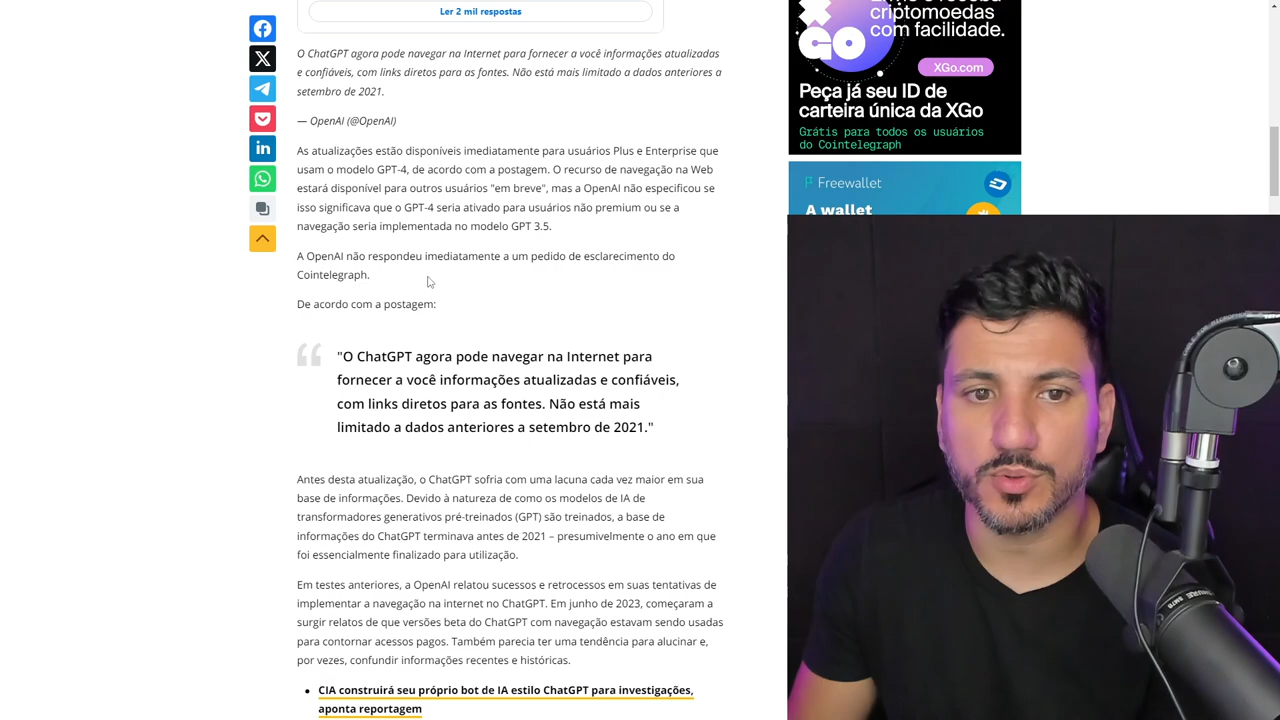 Ler 2 mil respostas
O ChatGPT agora pode navegar na Internet para fornecer a você informações atualizadas
e confiáveis, com links diretos para as fontes. Não está mais limitado a dados anteriores a
setembro de 2021.
— OpenAI (@OpenAI)
As atualizações estão disponíveis imediatamente para usuários Plus e Enterprise que
usam o modelo GPT-4, de acordo com a postagem. O recurso de navegação na Web
estará disponível para outros usuários "em breve", mas a OpenAI não especificou se
isso significava que o GPT-4 seria ativado para usuários não premium ou se a
navegação seria implementada no modelo GPT 3.5.
A OpenAI não respondeu imediatamente a um pedido de esclarecimento do
Cointelegraph.
De acordo com a postagem:
"O ChatGPT agora pode navegar na Internet para
fornecer a você informações atualizadas e confiáveis,
com links diretos para as fontes. Não está mais
limitado a dados anteriores a setembro de 2021."
Antes desta atualização, o ChatGPT sofria com uma lacuna cada vez maior em sua
base de informações. Devido à natureza de como os modelos de IA de
transformadores generativos pré-treinados (GPT) são treinados, a base de
informações do ChatGPT terminava antes de 2021 – presumivelmente o ano em que
foi essencialmente finalizado para utilização.
Em testes anteriores, a OpenAI relatou sucessos e retrocessos em suas tentativas de
implementar a navegação na internet no ChatGPT. Em junho de 2023, começaram a
surgir relatos de que versões beta do ChatGPT com navegação estavam sendo usadas
para contornar acessos pagos. Também parecia ter uma tendência para alucinar e,
por vezes, confundir informações recentes e históricas.
CIA construirá seu próprio bot de IA estilo ChatGPT para investigações,
aponta reportagem
criptomoedas
com facilidade.
XGO
XGo.com
Peça já seu ID de
carteira única da XGo
Grátis para todos os usuários
do Cointelegraph
Freewallet
A wallet